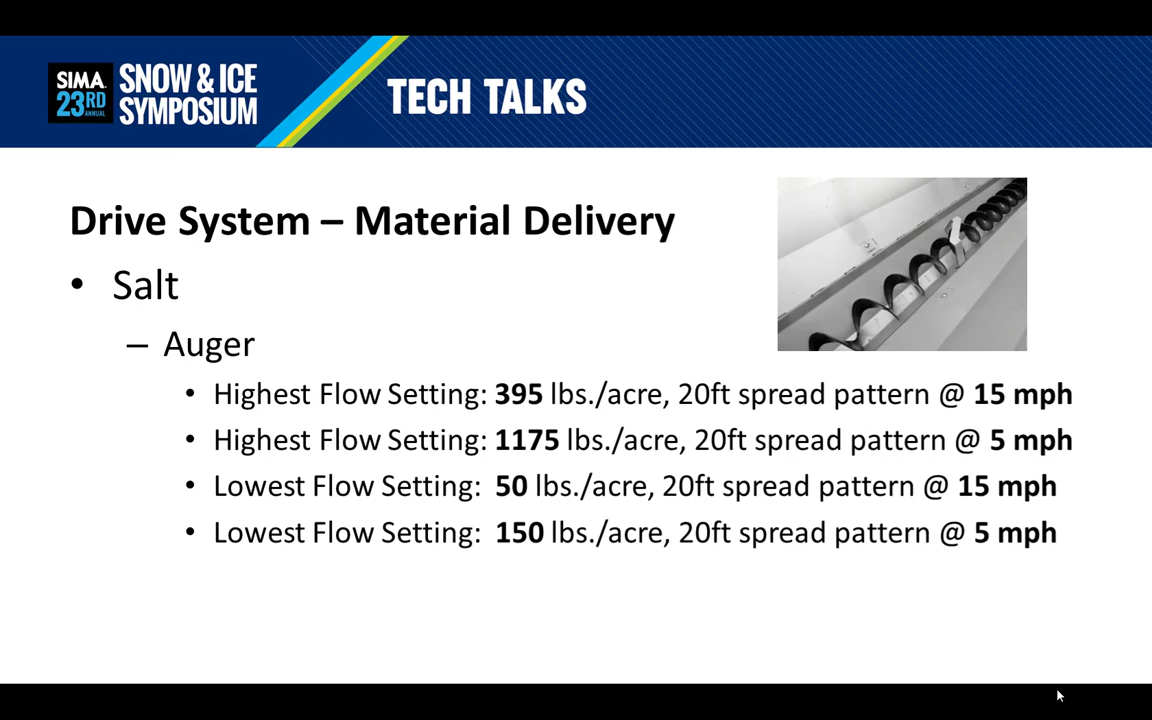 SIMA
23RD
ANNUAL
SNOW & ICE
SYMPOSIUM
TECH TALKS
Drive System – Material Delivery
• Salt
– Auger
• Highest Flow Setting: 395 lbs./acre, 20ft spread pattern @ 15 mph
• Highest Flow Setting: 1175 lbs./acre, 20ft spread pattern @ 5 mph
• Lowest Flow Setting: 50 lbs./acre, 20ft spread pattern @ 15 mph
• Lowest Flow Setting: 150 lbs./acre, 20ft spread pattern @ 5 mph